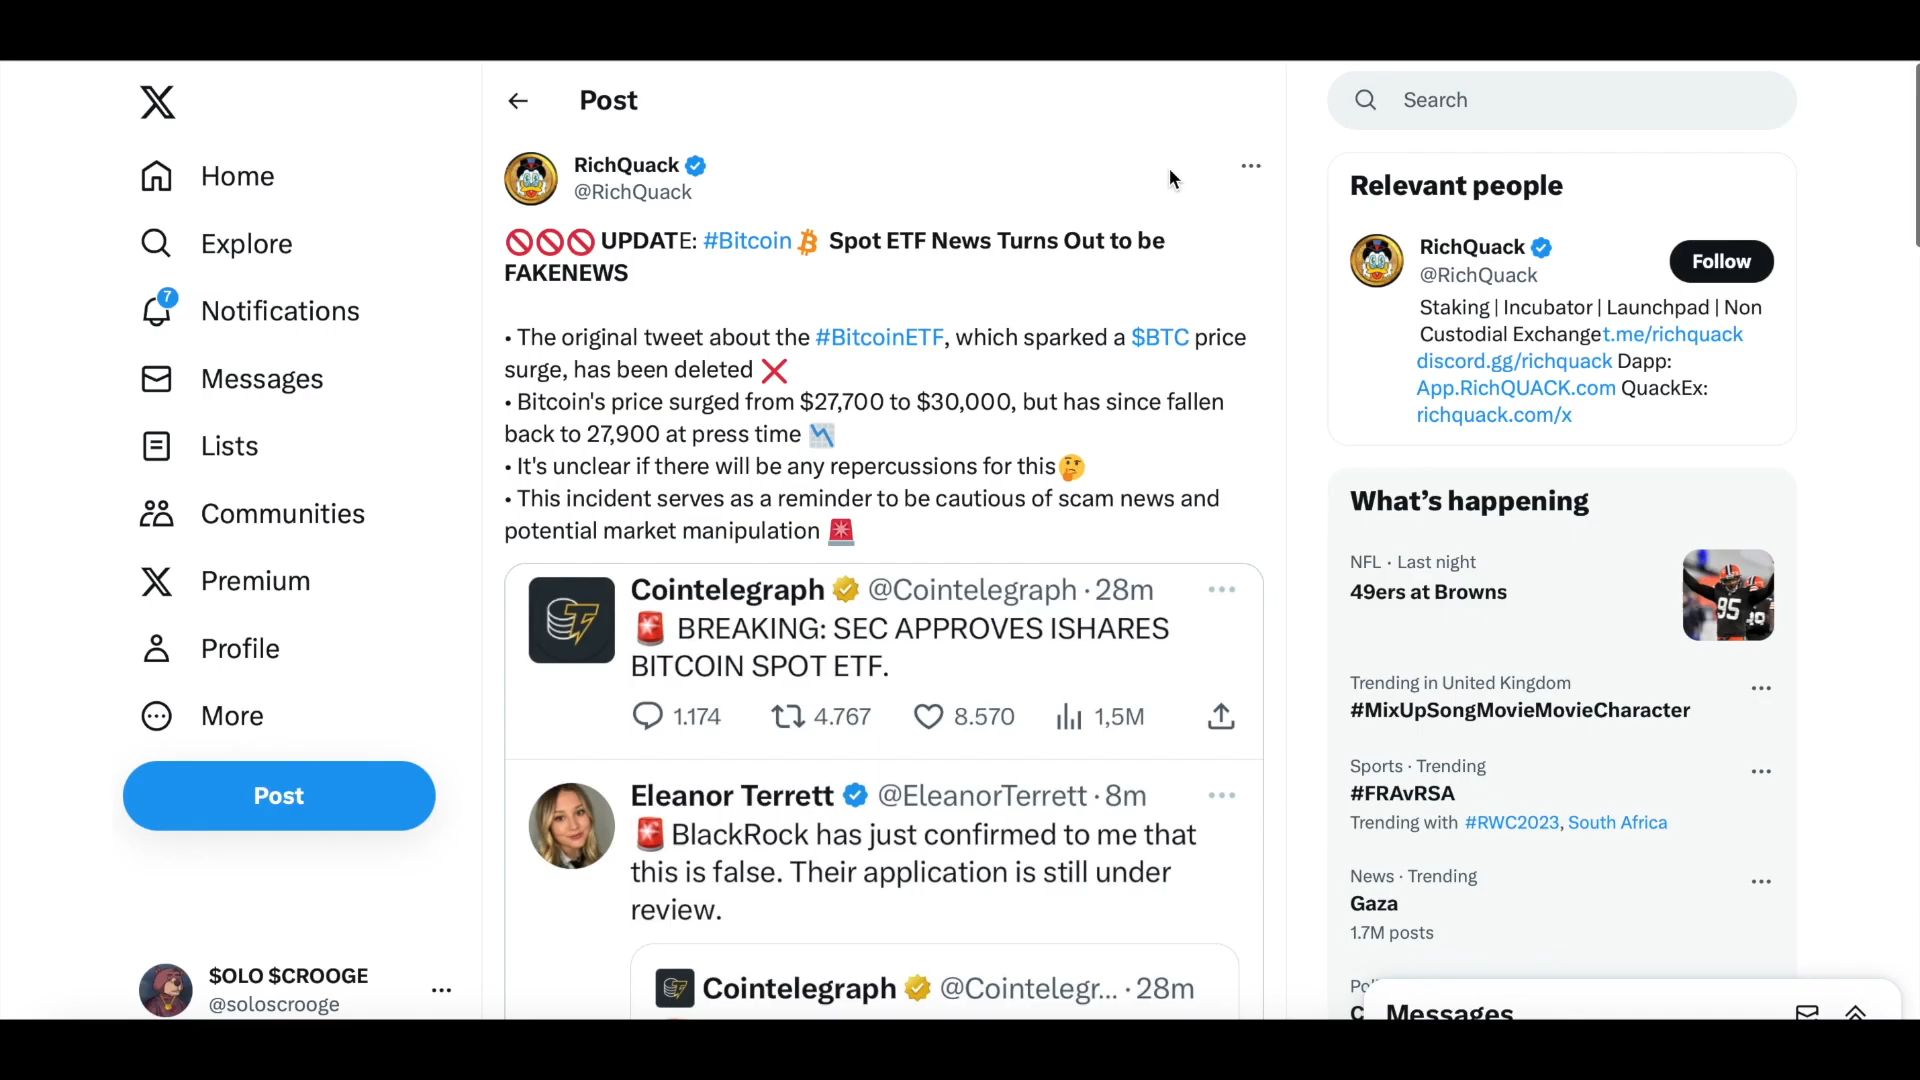 Home
Explore
7
Notifications
Messages
Lists
Communities
Premium
Profile
More
Post
$OLO $CROOGE
@soloscrooge
Post
RichQuack
@RichQuack
UPDATE: #Bitcoin Spot ETF News Turns Out to be
FAKENEWS
• The original tweet about the #BitcoinETF, which sparked a $BTC price
surge, has been deleted ❌
• Bitcoin's price surged from $27,700 to $30,000, but has since fallen
back to 27,900 at press time 📉
• It's unclear if there will be any repercussions for this🤔
• This incident serves as a reminder to be cautious of scam news and
potential market manipulation 🚨
Cointelegraph @Cointelegraph · 28m
🚨 BREAKING: SEC APPROVES ISHARES
BITCOIN SPOT ETF.
1.174 4.767 8.570 1,5M
Eleanor Terrett @EleanorTerrett · 8m
🚨 BlackRock has just confirmed to me that
this is false. Their application is still under
review.
Cointelegraph @Cointelegr... · 28m
Search
Relevant people
RichQuack
@RichQuack
Follow
Staking | Incubator | Launchpad | Non
Custodial Exchanget.me/richquack
discord.gg/richquack Dapp:
App.RichQUACK.com QuackEx:
richquack.com/x
What's happening
NFL · Last night
49ers at Browns
95
Trending in United Kingdom
#MixUpSongMovieMovieCharacter
Sports · Trending
#FRAvRSA
Trending with #RWC2023, South Africa
News · Trending
Gaza
1.7M posts
Messages